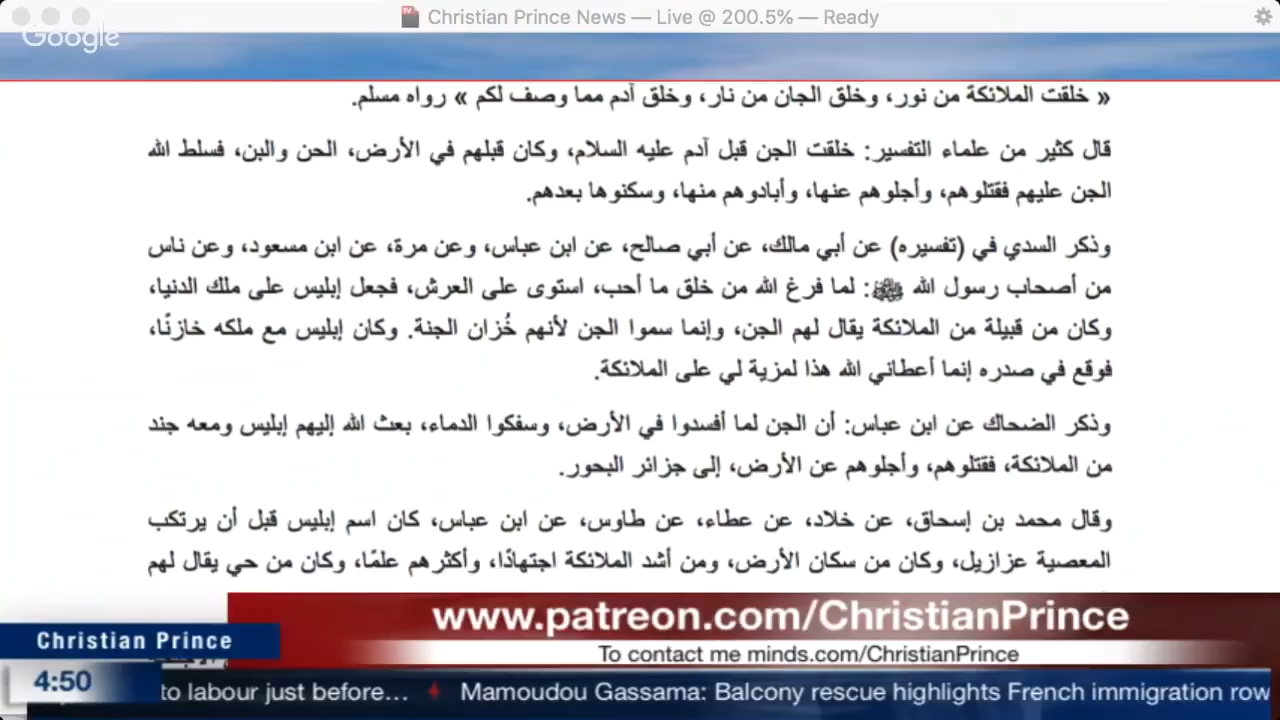 Christian Prince News — Live @ 200.5% — Ready
Google
« خلقت الملائكة من نور، وخلق الجان من نار، وخلق آدم مما وصف لكم » رواه مسلم.
قال كثير من علماء التفسير: خلقت الجن قبل آدم عليه السلام، وكان قبلهم في الأرض، الحن والبن، فسلط الله
الجن عليهم فقتلوهم، وأجلوهم عنها، وأبادوهم منها، وسكنوها بعدهم.
وذكر السدي في (تفسيره) عن أبي مالك، عن أبي صالح، عن ابن عباس، وعن مرة، عن ابن مسعود، وعن ناس
من أصحاب رسول الله ﷺ: لما فرغ الله من خلق ما أحب، استوى على العرش، فجعل إبليس على ملك الدنيا،
وكان من قبيلة من الملائكة يقال لهم الجن، وإنما سموا الجن لأنهم خُزان الجنة. وكان إبليس مع ملكه خازنًا،
فوقع في صدره إنما أعطاني الله هذا لمزية لي على الملائكة.
وذكر الضحاك عن ابن عباس: أن الجن لما أفسدوا في الأرض، وسفكوا الدماء، بعث الله إليهم إبليس ومعه جند
من الملائكة، فقتلوهم، وأجلوهم عن الأرض، إلى جزائر البحور.
وقال محمد بن إسحاق، عن خلاد، عن عطاء، عن طاوس، عن ابن عباس، كان اسم إبليس قبل أن يرتكب
المعصية عزازيل، وكان من سكان الأرض، ومن أشد الملائكة اجتهادًا، وأكثرهم علمًا، وكان من حي يقال لهم
www.patreon.com/ChristianPrince
Christian Prince
To contact me minds.com/ChristianPrince
4:50
to labour just before... Mamoudou Gassama: Balcony rescue highlights French immigration row